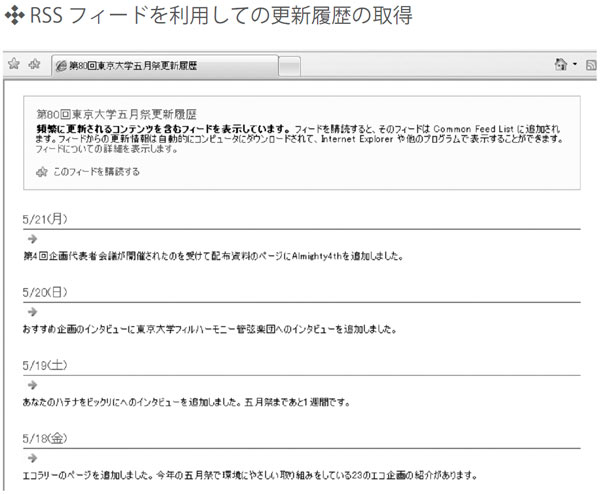 RSS フィードを利用しての更新履歴の取得
第80回東京大学五月祭更新履歴
第80回東京大学五月祭更新履歴
頻繁に更新されるコンテンツを含むフィードを表示しています。フィードを購読すると、そのフィードは Common Feed List に追加されま
す。フィードからの更新情報は自動的にコンピュータにダウンロードされて、Internet Explorer や他のプログラムで表示することができます。
フィードについての詳細を表示します。
このフィードを購読する
5/21(月)
第4回企画代表者会議が開催されたのを受けて配布資料のページにAlmighty4thを追加しました。
5/20(日)
おすすめ企画のインタビューに東京大学フィルハーモニー管弦楽団へのインタビューを追加しました。
5/19(土)
あなたのハテナをビックリにへのインタビューを追加しました。五月祭まであと1週間です。
5/18(金)
エコラリーのページを追加しました。今年の五月祭で環境にやさしい取り組みをしている23のエコ企画の紹介があります。